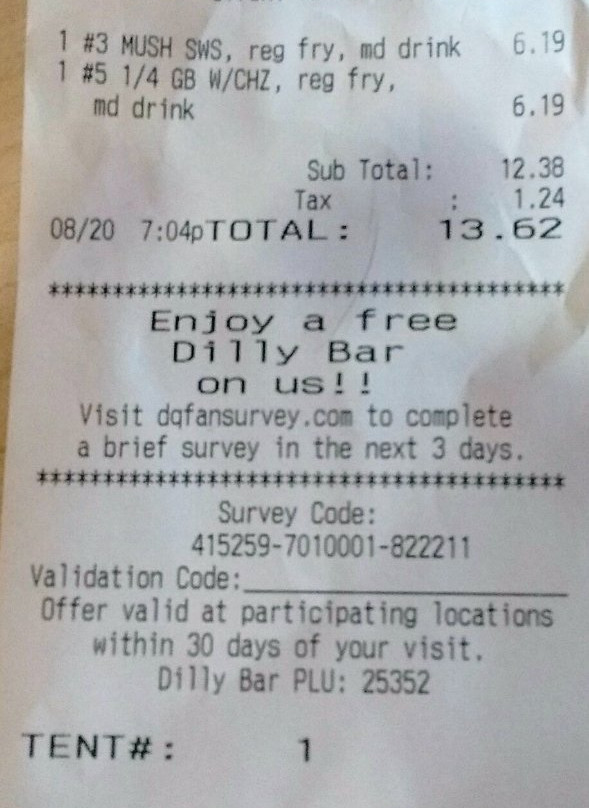 1 #3 MUSH SWS, reg fry, md drink 6.19
1 #5 1/4 GB W/CHZ, reg fry,
md drink 6.19
Sub Total: 12.38
Tax : 1.24
08/20 7:04pTOTAL: 13.62
*****************************************
Enjoy a free
Dilly Bar
on us!!
Visit dqfansurvey.com to complete
a brief survey in the next 3 days.
*****************************************
Survey Code:
415259-7010001-822211
Validation Code:____________________
Offer valid at participating locations
within 30 days of your visit.
Dilly Bar PLU: 25352
TENT#: 1